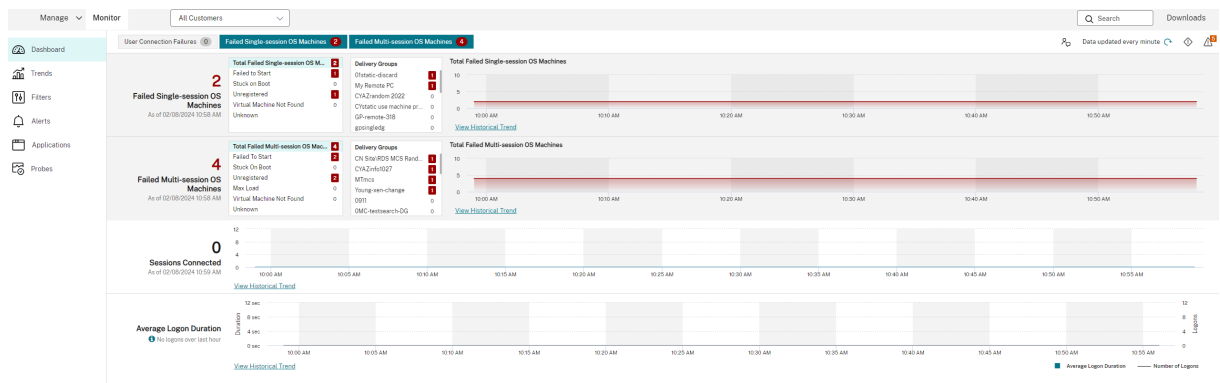 Manage Monitor All Customers Search Downloads
Dashboard
Trends
Filters
Alerts
Applications
Probes
User Connection Failures 0 Failed Single-session OS Machines 2 Failed Multi-session OS Machines 4 Data updated every minute 5
2
Failed Single-session OS
Machines
As of 02/08/2024 10:58 AM
Total Failed Single-session OS M... 2
Failed to Start 1
Stuck on Boot 0
Unregistered 1
Virtual Machine Not Found 0
Unknown
Delivery Groups
01static-discard 1
My Remote PC 1
CYAZrandom 2022 0
CYstatic use machine pr... 0
GP-remote-318 0
gpsingledg 0
Total Failed Single-session OS Machines
10
5
0
10:00 AM 10:10 AM 10:20 AM 10:30 AM 10:40 AM 10:50 AM
View Historical Trend
4
Failed Multi-session OS
Machines
As of 02/08/2024 10:58 AM
Total Failed Multi-session OS Mac... 4
Failed To Start 2
Stuck On Boot 0
Unregistered 2
Max Load 0
Virtual Machine Not Found 0
Unknown
Delivery Groups
CN Site\RDS MCS Rand... 1
CYAZinfo1027 1
MTmcs 1
Young-xen-change 1
0911 0
0MC-testsearch-DG 0
Total Failed Multi-session OS Machines
10
5
0
10:00 AM 10:10 AM 10:20 AM 10:30 AM 10:40 AM 10:50 AM
View Historical Trend
0
Sessions Connected
As of 02/08/2024 10:59 AM
12
8
4
0
10:00 AM 10:05 AM 10:10 AM 10:15 AM 10:20 AM 10:25 AM 10:30 AM 10:35 AM 10:40 AM 10:45 AM 10:50 AM 10:55 AM
View Historical Trend
Average Logon Duration
No logons over last hour
Duration
12 sec
8 sec
4 sec
0 sec
12
8
4
0
Logons
10:00 AM 10:05 AM 10:10 AM 10:15 AM 10:20 AM 10:25 AM 10:30 AM 10:35 AM 10:40 AM 10:45 AM 10:50 AM 10:55 AM
View Historical Trend
Average Logon Duration Number of Logons